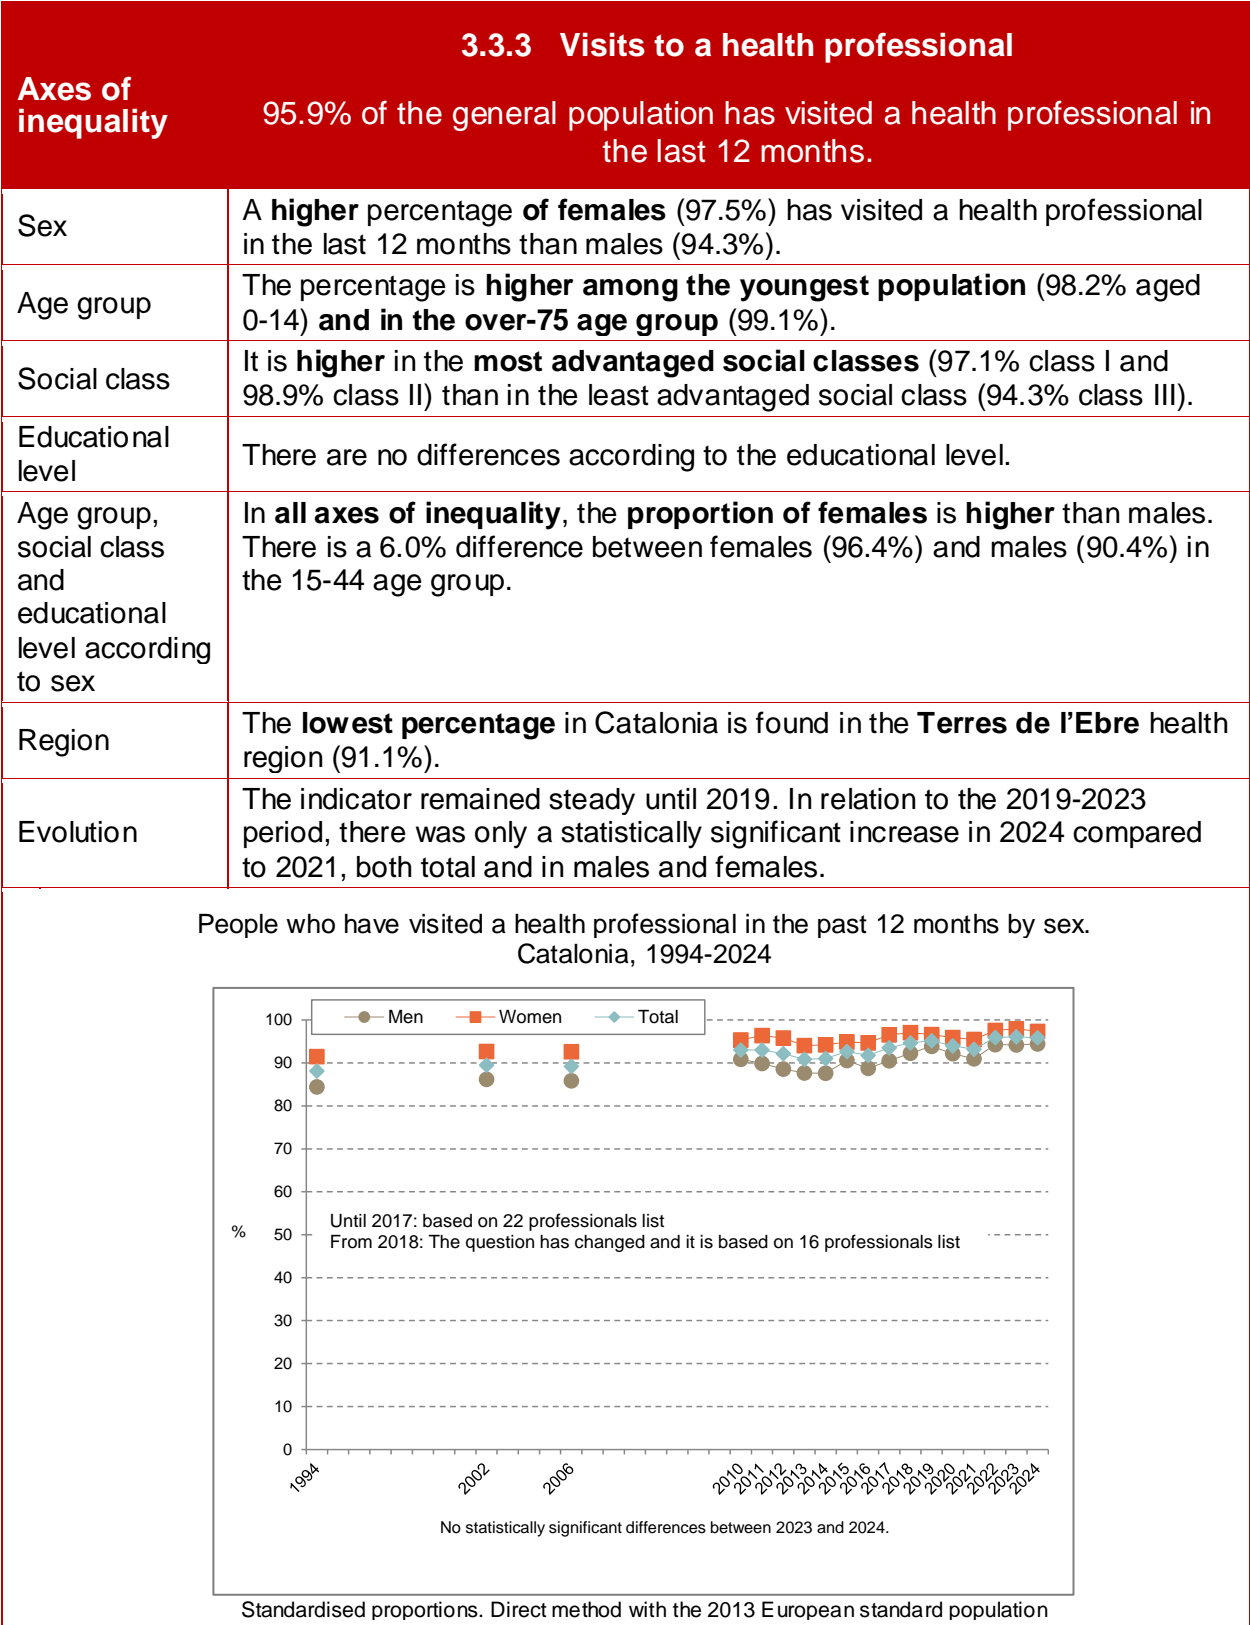 3.3.3 Visits to a health professional
Axes of
inequality
95.9% of the general population has visited a health professional in
the last 12 months.
Sex
A higher percentage of females (97.5%) has visited a health professional
in the last 12 months than males (94.3%).
Age group
The percentage is higher among the youngest population (98.2% aged
0-14) and in the over-75 age group (99.1%).
Social class
It is higher in the most advantaged social classes (97.1% class I and
98.9% class II) than in the least advantaged social class (94.3% class III).
Educational
level
There are no differences according to the educational level.
Age group,
social class
and
educational
level according
to sex
In all axes of inequality, the proportion of females is higher than males.
There is a 6.0% difference between females (96.4%) and males (90.4%) in
the 15-44 age group.
Region
The lowest percentage in Catalonia is found in the Terres de l’Ebre health
region (91.1%).
Evolution
The indicator remained steady until 2019. In relation to the 2019-2023
period, there was only a statistically significant increase in 2024 compared
to 2021, both total and in males and females.
People who have visited a health professional in the past 12 months by sex.
Catalonia, 1994-2024
Men Women Total
100
90
80
70
60
50
40
30
20
10
0
%
Until 2017: based on 22 professionals list
From 2018: The question has changed and it is based on 16 professionals list
1994 2002 2006 2010 2011 2012 2013 2014 2015 2016 2017 2018 2019 2020 2021 2022 2023 2024
No statistically significant differences between 2023 and 2024.
Standardised proportions. Direct method with the 2013 European standard population